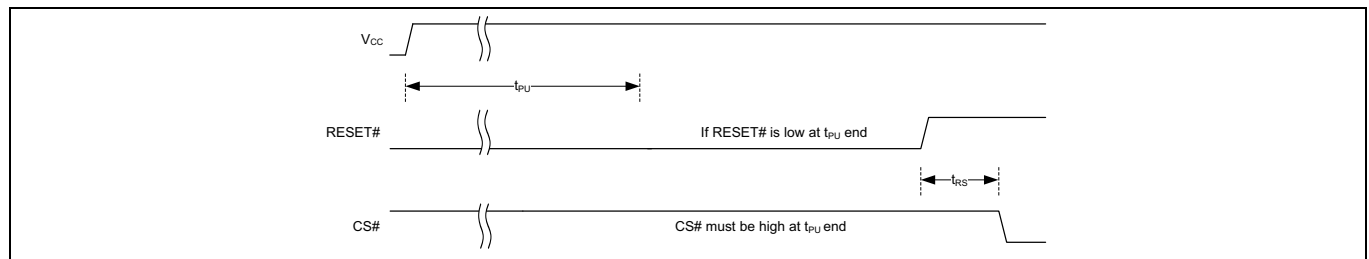 VCC
tPU
RESET#
If RESET# is low at tPU end
tRS
CS#
CS# must be high at tPU end